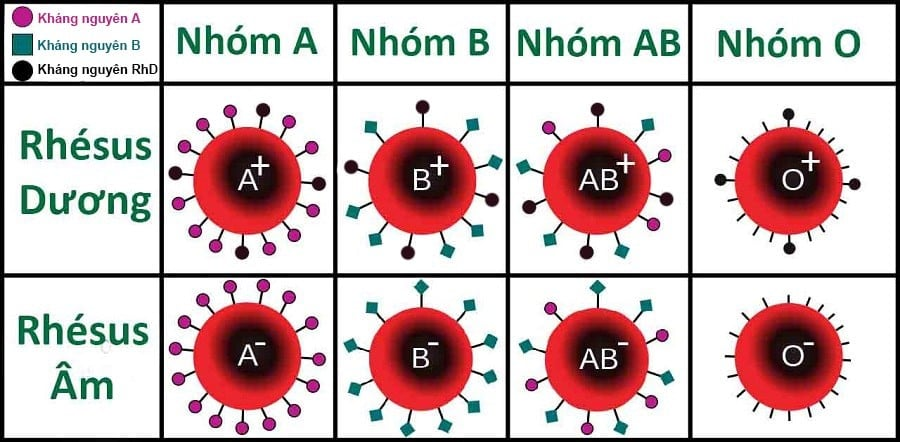 Kháng nguyên A
Kháng nguyên B
Kháng nguyên RhD
Nhóm A
Nhóm B
Nhóm AB
Nhóm O
Rhésus
Dương
A+
B+
AB+
O+
Rhésus
Âm
A-
B-
AB-
O-